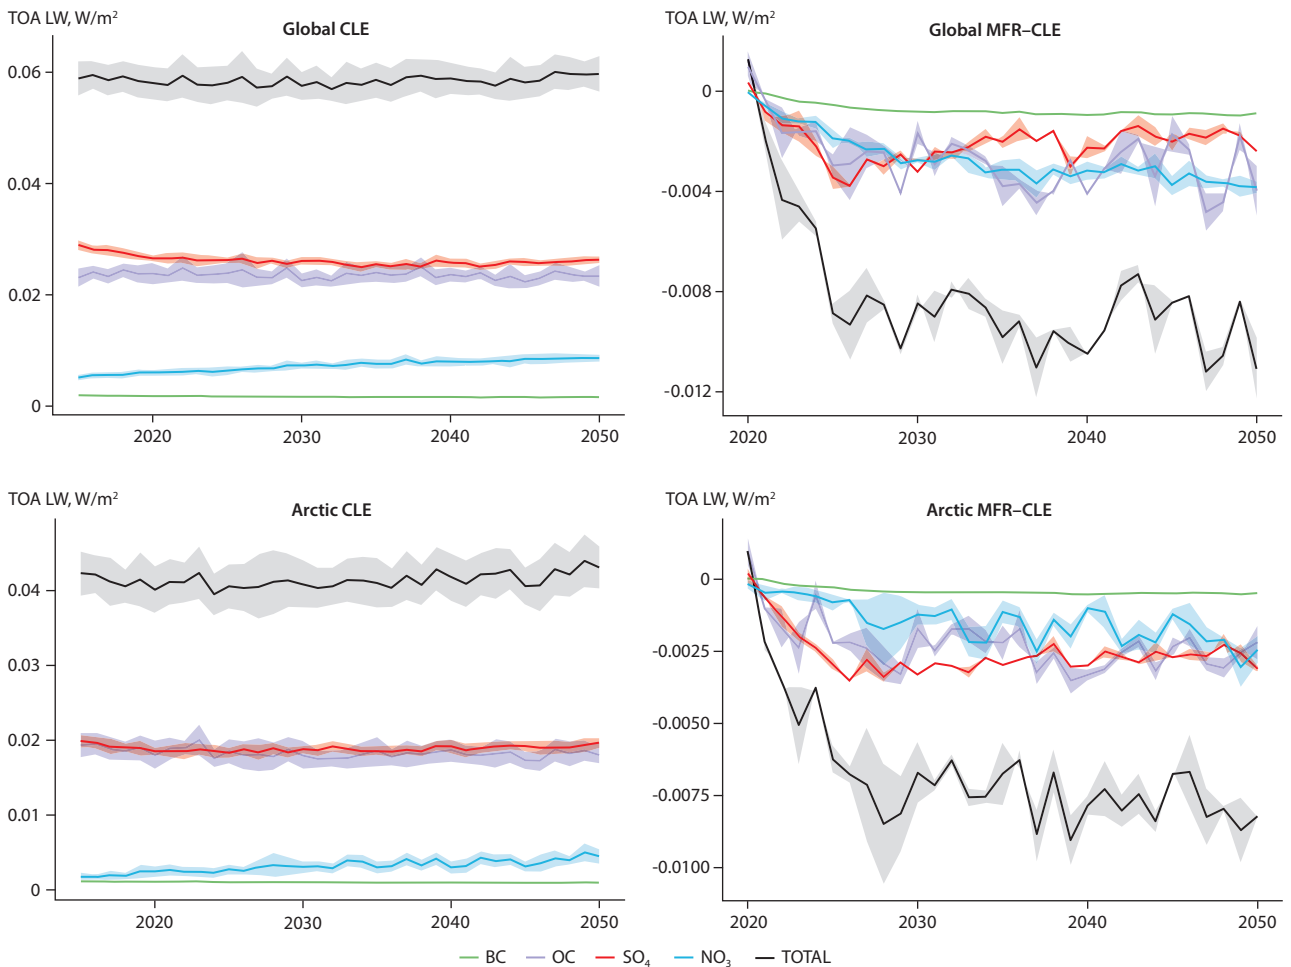 TOA LW, W/m²
Global CLE
0.06
0.04
0.02
0
2020 2030 2040 2050
TOA LW, W/m²
Global MFR–CLE
0
-0.004
-0.008
-0.012
2020 2030 2040 2050
TOA LW, W/m²
Arctic CLE
0.04
0.03
0.02
0.01
0
2020 2030 2040 2050
TOA LW, W/m²
Arctic MFR–CLE
0
-0.0025
-0.0050
-0.0075
-0.0100
2020 2030 2040 2050
BC OC SO₄ NO₃ TOTAL